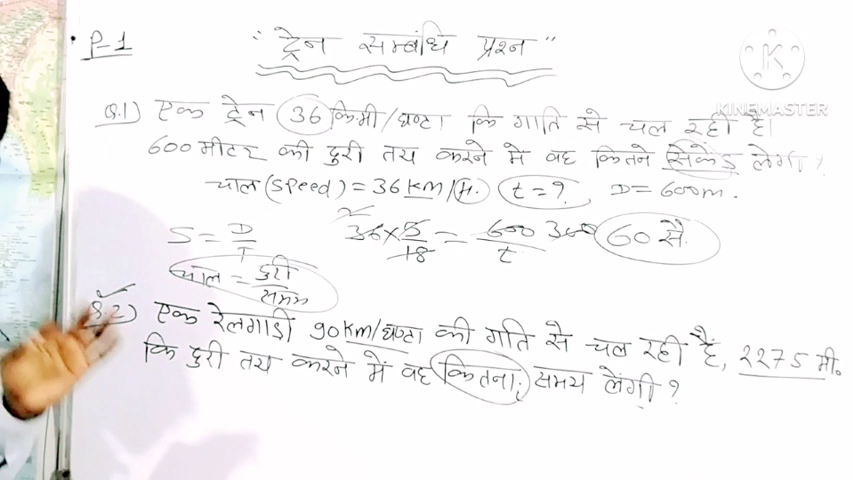 P-1
"ट्रेन सम्बंधि प्रश्न"
KINEMASTER
Q.1) एक ट्रेन 36 किमी/घण्टा कि गति से चल रही है।
600 मीटर की दुरी तय करने में वह कितने सेकेंड लेगी?
चाल (Speed) = 36 KM/H. t = ? D = 600m.
S = D/T 36 × 5/18 = 600/t 60 से
चाल = दुरी/समय
Q.2) एक रेलगाडी 90 KM/घण्टा की गति से चल रही हैं, 2275 मी.
कि दुरी तय करने में वह कितना समय लेंगी?